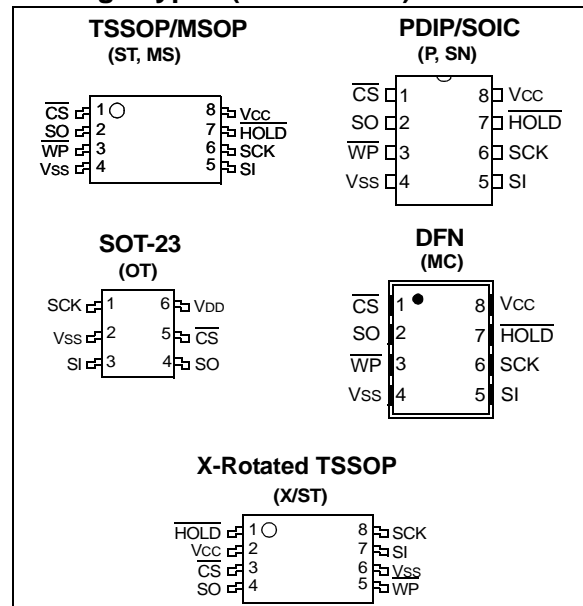 TSSOP/MSOP
(ST, MS)
CS 1 8 VCC
SO 2 7 HOLD
WP 3 6 SCK
VSS 4 5 SI
PDIP/SOIC
(P, SN)
CS 1 8 VCC
SO 2 7 HOLD
WP 3 6 SCK
VSS 4 5 SI
SOT-23
(OT)
SCK 1 6 VDD
VSS 2 5 CS
SI 3 4 SO
DFN
(MC)
CS 1 8 VCC
SO 2 7 HOLD
WP 3 6 SCK
VSS 4 5 SI
X-Rotated TSSOP
(X/ST)
HOLD 1 8 SCK
VCC 2 7 SI
CS 3 6 VSS
SO 4 5 WP